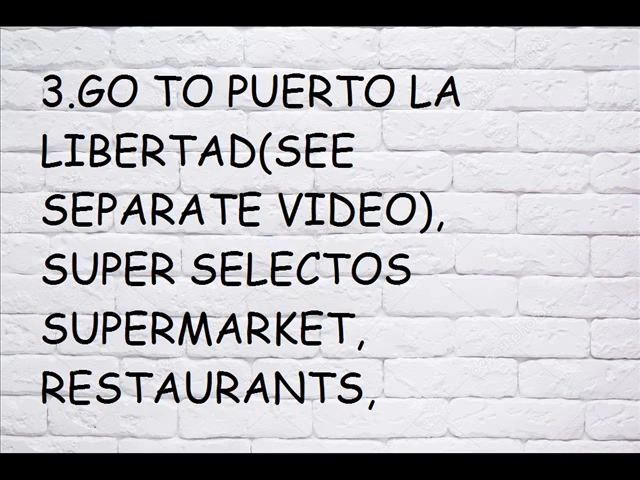 3.GO TO PUERTO LA
LIBERTAD(SEE
SEPARATE VIDEO),
SUPER SELECTOS
SUPERMARKET,
RESTAURANTS,